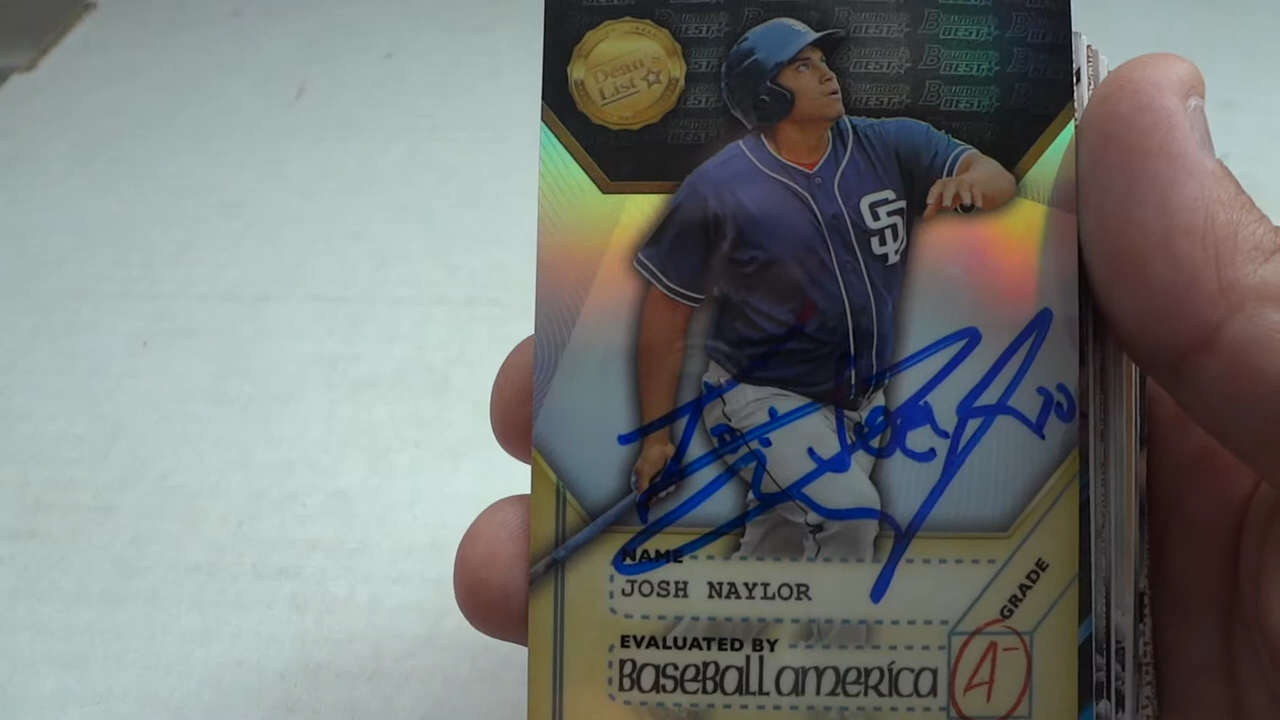 Dean's
List
Bowman's
BEST
SD
NAME
JOSH NAYLOR
GRADE
EVALUATED BY
BaseBall america
A-